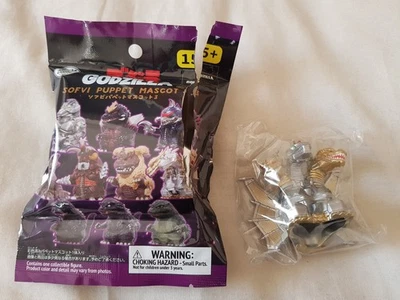 15 5+
GODZILLA
SOFVI PUPPET MASCOT
ソフビパペットマスコット2
Contains one collectible figure.
Product color and detail may vary from photos.
WARNING:
CHOKING HAZARD - Small Parts.
Not for children under 3 years.